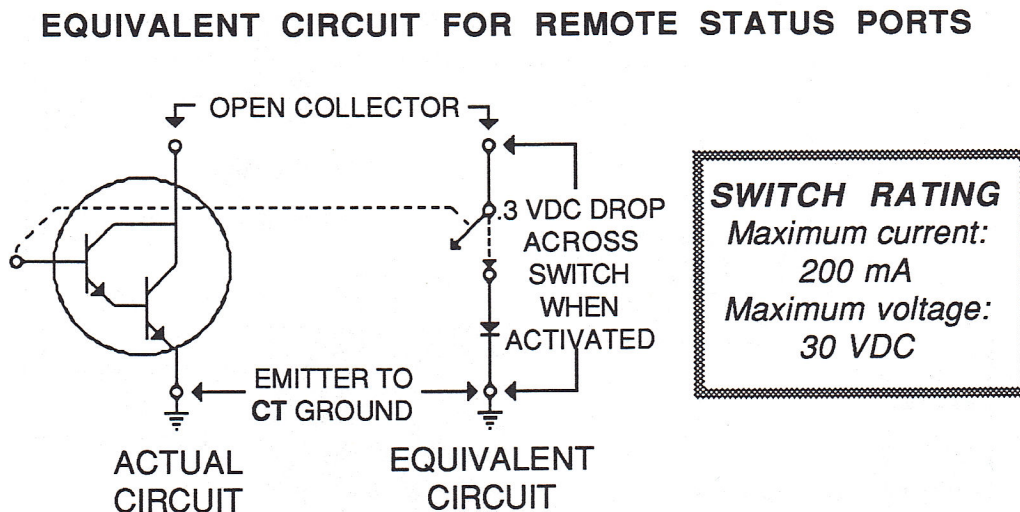 EQUIVALENT CIRCUIT FOR REMOTE STATUS PORTS
OPEN COLLECTOR
.3 VDC DROP
ACROSS
SWITCH
WHEN
ACTIVATED
SWITCH RATING
Maximum current:
200 mA
Maximum voltage:
30 VDC
EMITTER TO
CT GROUND
ACTUAL
CIRCUIT
EQUIVALENT
CIRCUIT